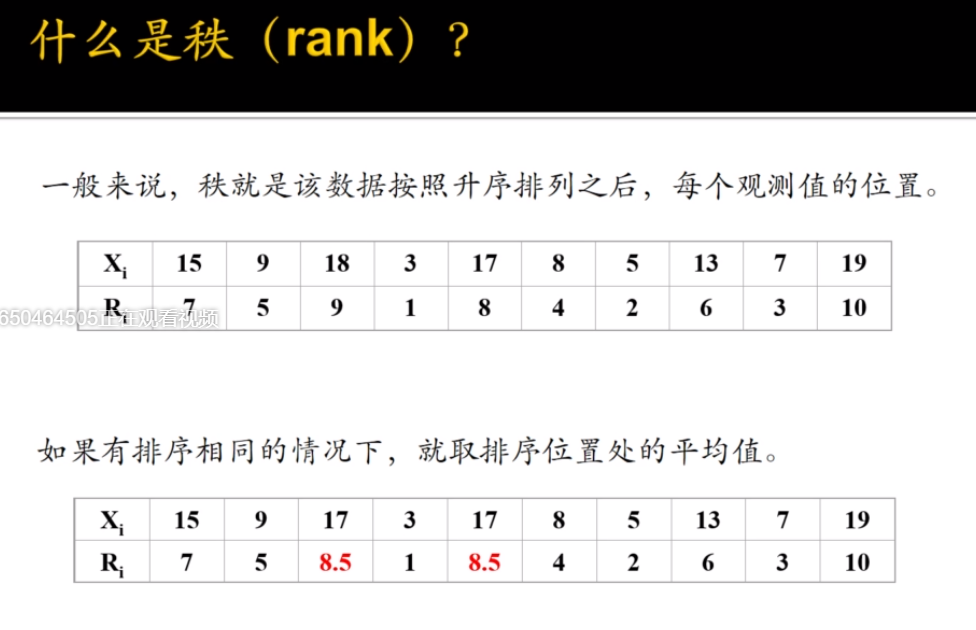 什么是秩（rank）？
一般来说，秩就是该数据按照升序排列之后，每个观测值的位置。
Xi 15 9 18 3 17 8 5 13 7 19
Ri 7 5 9 1 8 4 2 6 3 10
650464505正在观看视频
如果有排序相同的情况下，就取排序位置处的平均值。
Xi 15 9 17 3 17 8 5 13 7 19
Ri 7 5 8.5 1 8.5 4 2 6 3 10